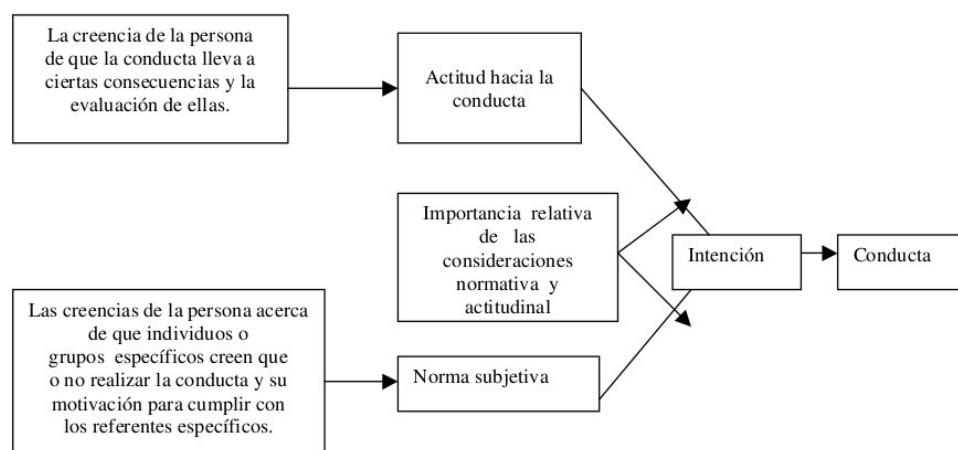 La creencia de la persona
de que la conducta lleva a
ciertas consecuencias y la
evaluación de ellas.
Actitud hacia la
conducta
Importancia relativa
de las
consideraciones
normativa y
actitudinal
Intención
Conducta
Las creencias de la persona acerca
de que individuos o
grupos específicos creen que
o no realizar la conducta y su
motivación para cumplir con
los referentes específicos.
Norma subjetiva